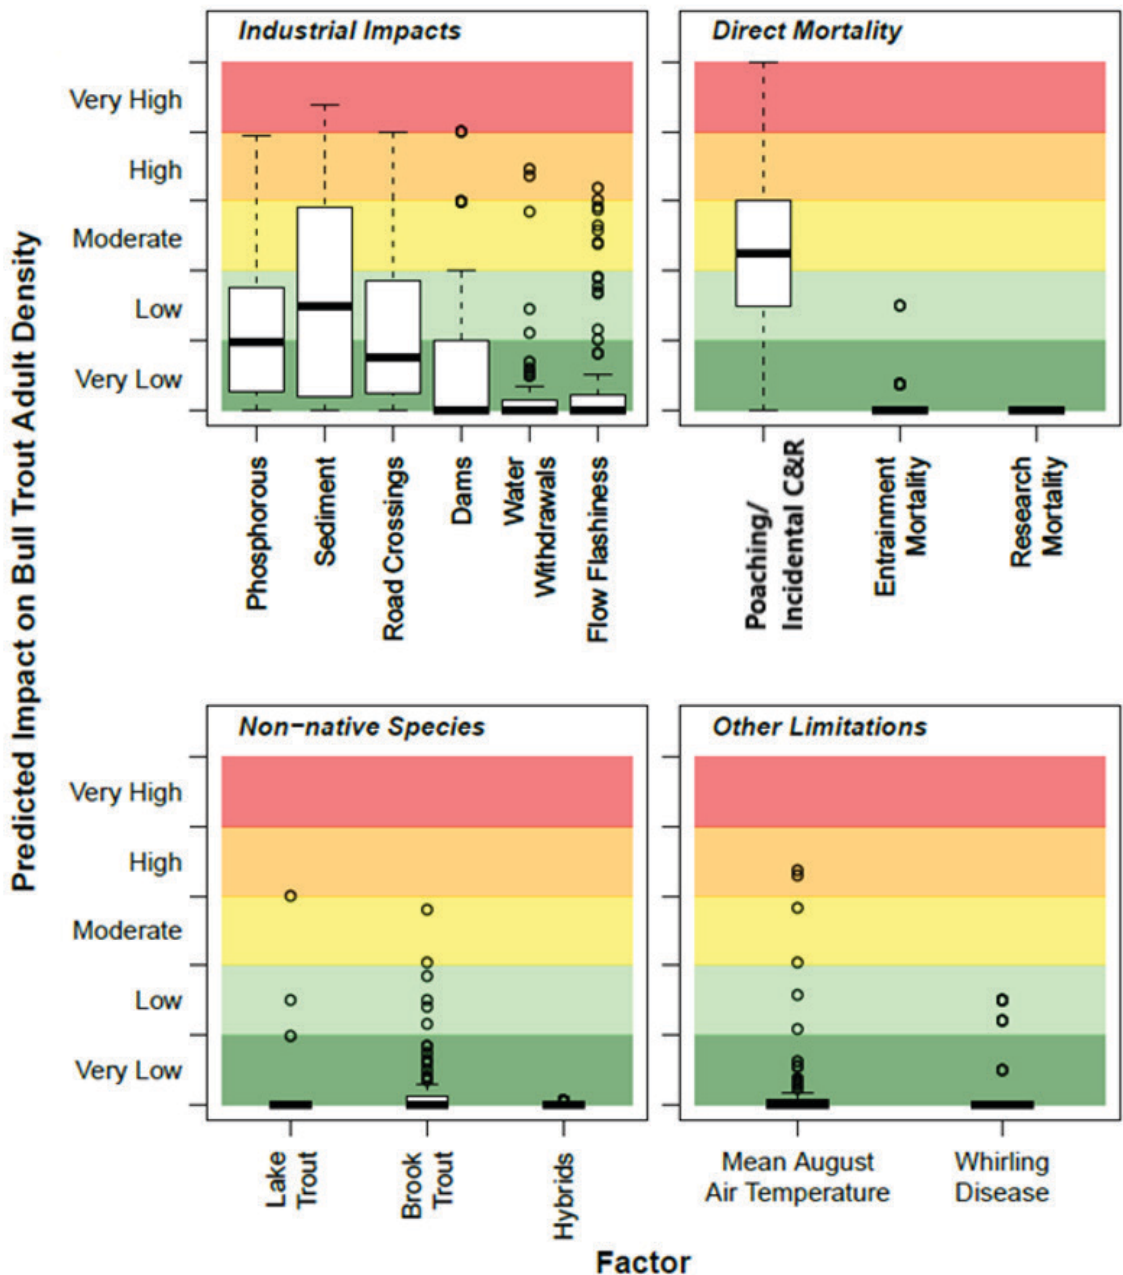 Predicted Impact on Bull Trout Adult Density
Industrial Impacts
Very High
High
Moderate
Low
Very Low
Phosphorous
Sediment
Road Crossings
Dams
Water
Withdrawals
Flow Flashiness
Direct Mortality
Poaching/
Incidental C&R
Entrainment
Mortality
Research
Mortality
Non-native Species
Very High
High
Moderate
Low
Very Low
Lake
Trout
Brook
Trout
Hybrids
Other Limitations
Mean August
Air Temperature
Whirling
Disease
Factor